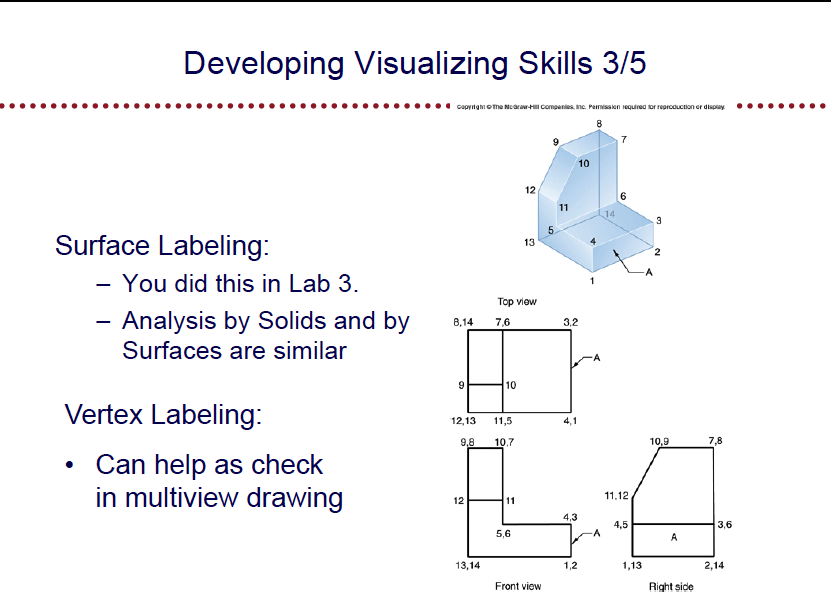 Developing Visualizing Skills 3/5
Copyright © The McGraw-Hill Companies, Inc. Permission required for reproduction or display.
8
9
7
10
12
6
11
14
3
5
4
13
2
A
1
Surface Labeling:
– You did this in Lab 3.
– Analysis by Solids and by
Surfaces are similar
Vertex Labeling:
• Can help as check
in multiview drawing
Top view
8,14 7,6 3,2
A
9 10
12,13 11,5 4,1
9,8 10,7
12 11
4,3
5,6
A
13,14 1,2
Front view
10,9 7,8
11,12
4,5 3,6
A
1,13 2,14
Right side